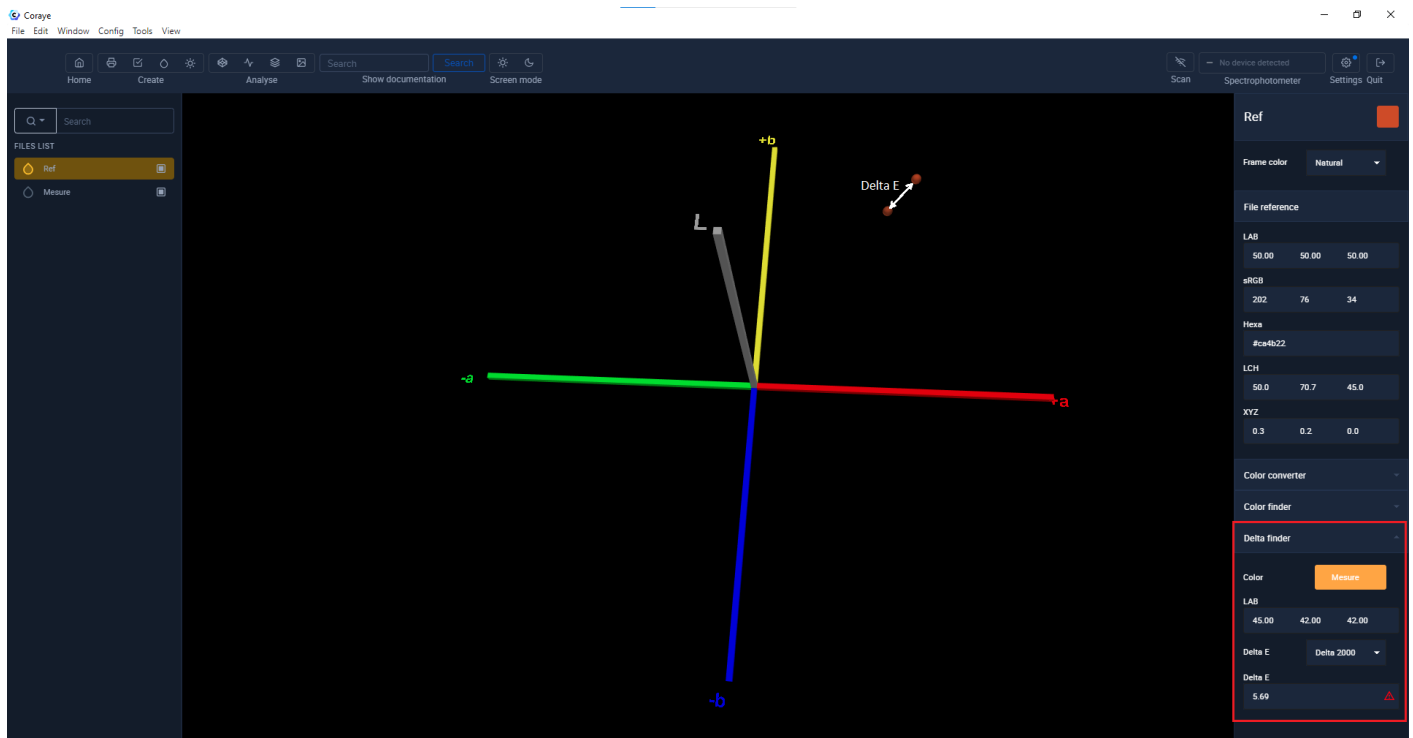 Coraye
File Edit Window Config Tools View
Search Search
No device detected
Home Create Analyse Show documentation Screen mode Scan Spectrophotometer Settings Quit
Search
FILES LIST
Ref
Mesure
+b
Delta E
L
-a
+a
-b
Ref
Frame color Natural
File reference
LAB
50.00 50.00 50.00
sRGB
202 76 34
Hexa
#ca4b22
LCH
50.0 70.7 45.0
XYZ
0.3 0.2 0.0
Color converter
Color finder
Delta finder
Color Mesure
LAB
45.00 42.00 42.00
Delta E Delta 2000
Delta E
5.69